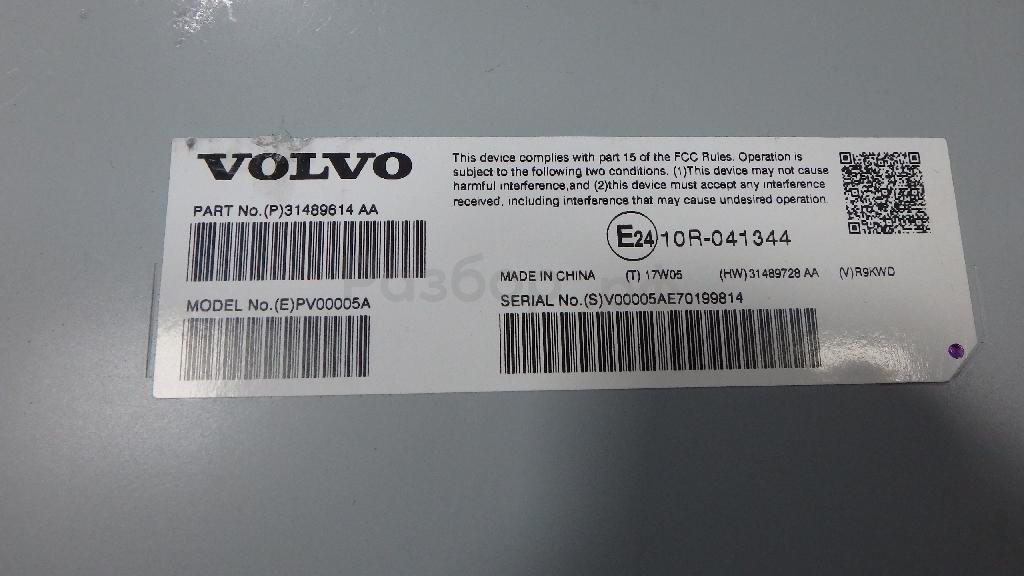 VOLVO
This device complies with part 15 of the FCC Rules. Operation is
subject to the following two conditions. (1)This device may not cause
harmful interference,and (2)this device must accept any interference
received, including interference that may cause undesired operation.
PART No.(P)31489614 AA
E24 10R-041344
MADE IN CHINA (T) 17W05 (HW)31489728 AA (V)R9KWD
MODEL No.(E)PV00005A
SERIAL No.(S)V00005AE70199814